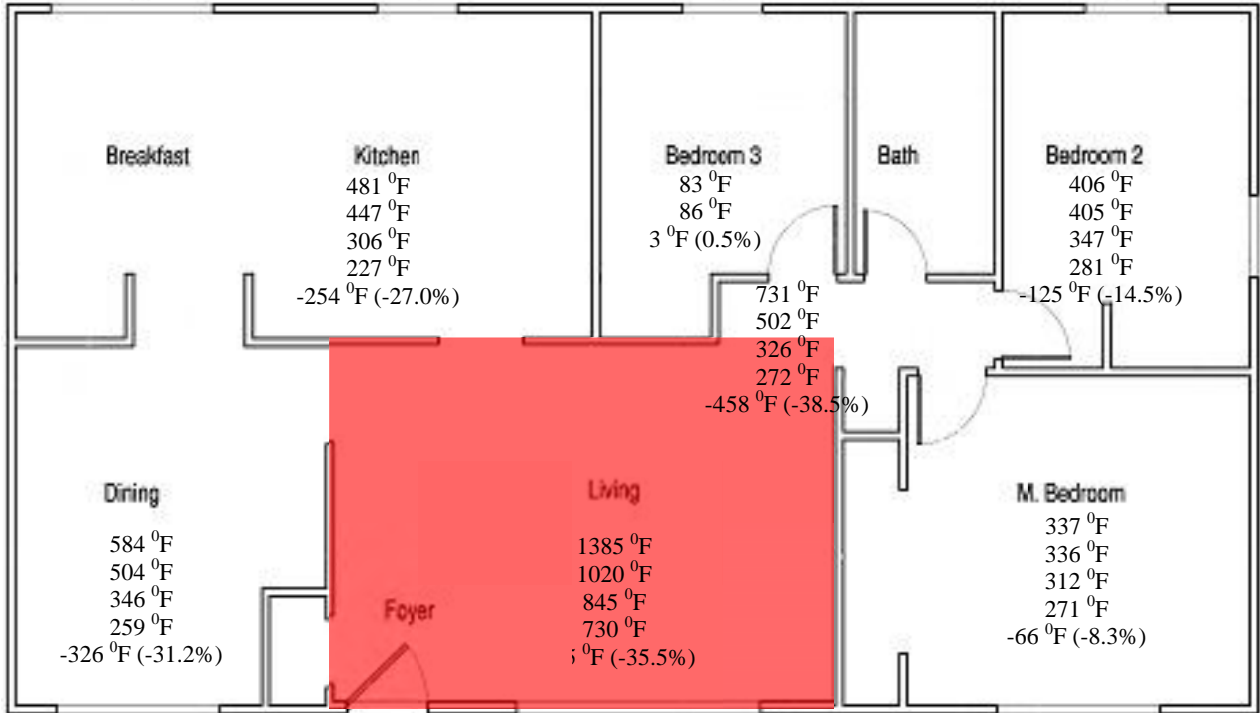 Breakfast
Kitchen
481 ⁰F
447 ⁰F
306 ⁰F
227 ⁰F
-254 ⁰F (-27.0%)
Bedroom 3
83 ⁰F
86 ⁰F
3 ⁰F (0.5%)
Bath
Bedroom 2
406 ⁰F
405 ⁰F
347 ⁰F
281 ⁰F
-125 ⁰F (-14.5%)
731 ⁰F
502 ⁰F
326 ⁰F
272 ⁰F
-458 ⁰F (-38.5%)
Dining
584 ⁰F
504 ⁰F
346 ⁰F
259 ⁰F
-326 ⁰F (-31.2%)
Foyer
Living
1385 ⁰F
1020 ⁰F
845 ⁰F
730 ⁰F
⁰F (-35.5%)
M. Bedroom
337 ⁰F
336 ⁰F
312 ⁰F
271 ⁰F
-66 ⁰F (-8.3%)